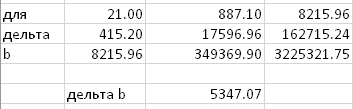 для 21.00 887.10 8215.96
дельта 415.20 17596.96 162715.24
b 8215.96 349369.90 3225321.75
дельта b 5347.07